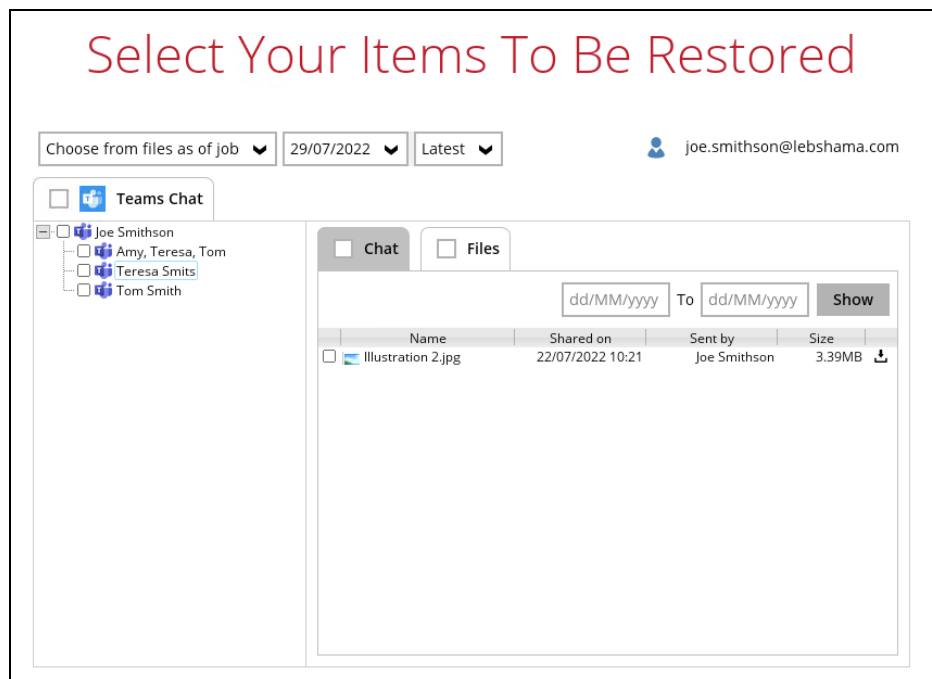 Select Your Items To Be Restored
Choose from files as of job 29/07/2022 Latest joe.smithson@lebshama.com
Teams Chat
Joe Smithson
Amy, Teresa, Tom
Teresa Smits
Tom Smith
Chat Files
dd/MM/yyyy To dd/MM/yyyy Show
Name Shared on Sent by Size
Illustration 2.jpg 22/07/2022 10:21 Joe Smithson 3.39MB